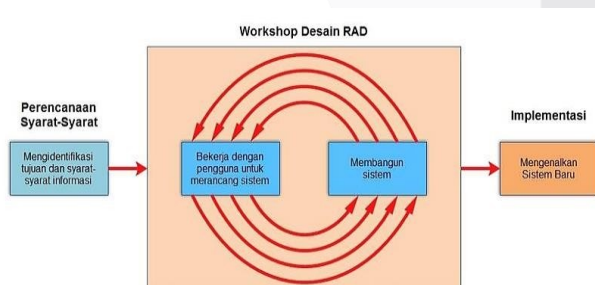 Workshop Desain RAD
Perencanaan
Syarat-Syarat
Mengidentifikasi
tujuan dan syarat-
syarat informasi
Bekerja dengan
pengguna untuk
merancang sistem
Membangun
sistem
Implementasi
Mengenalkan
Sistem Baru